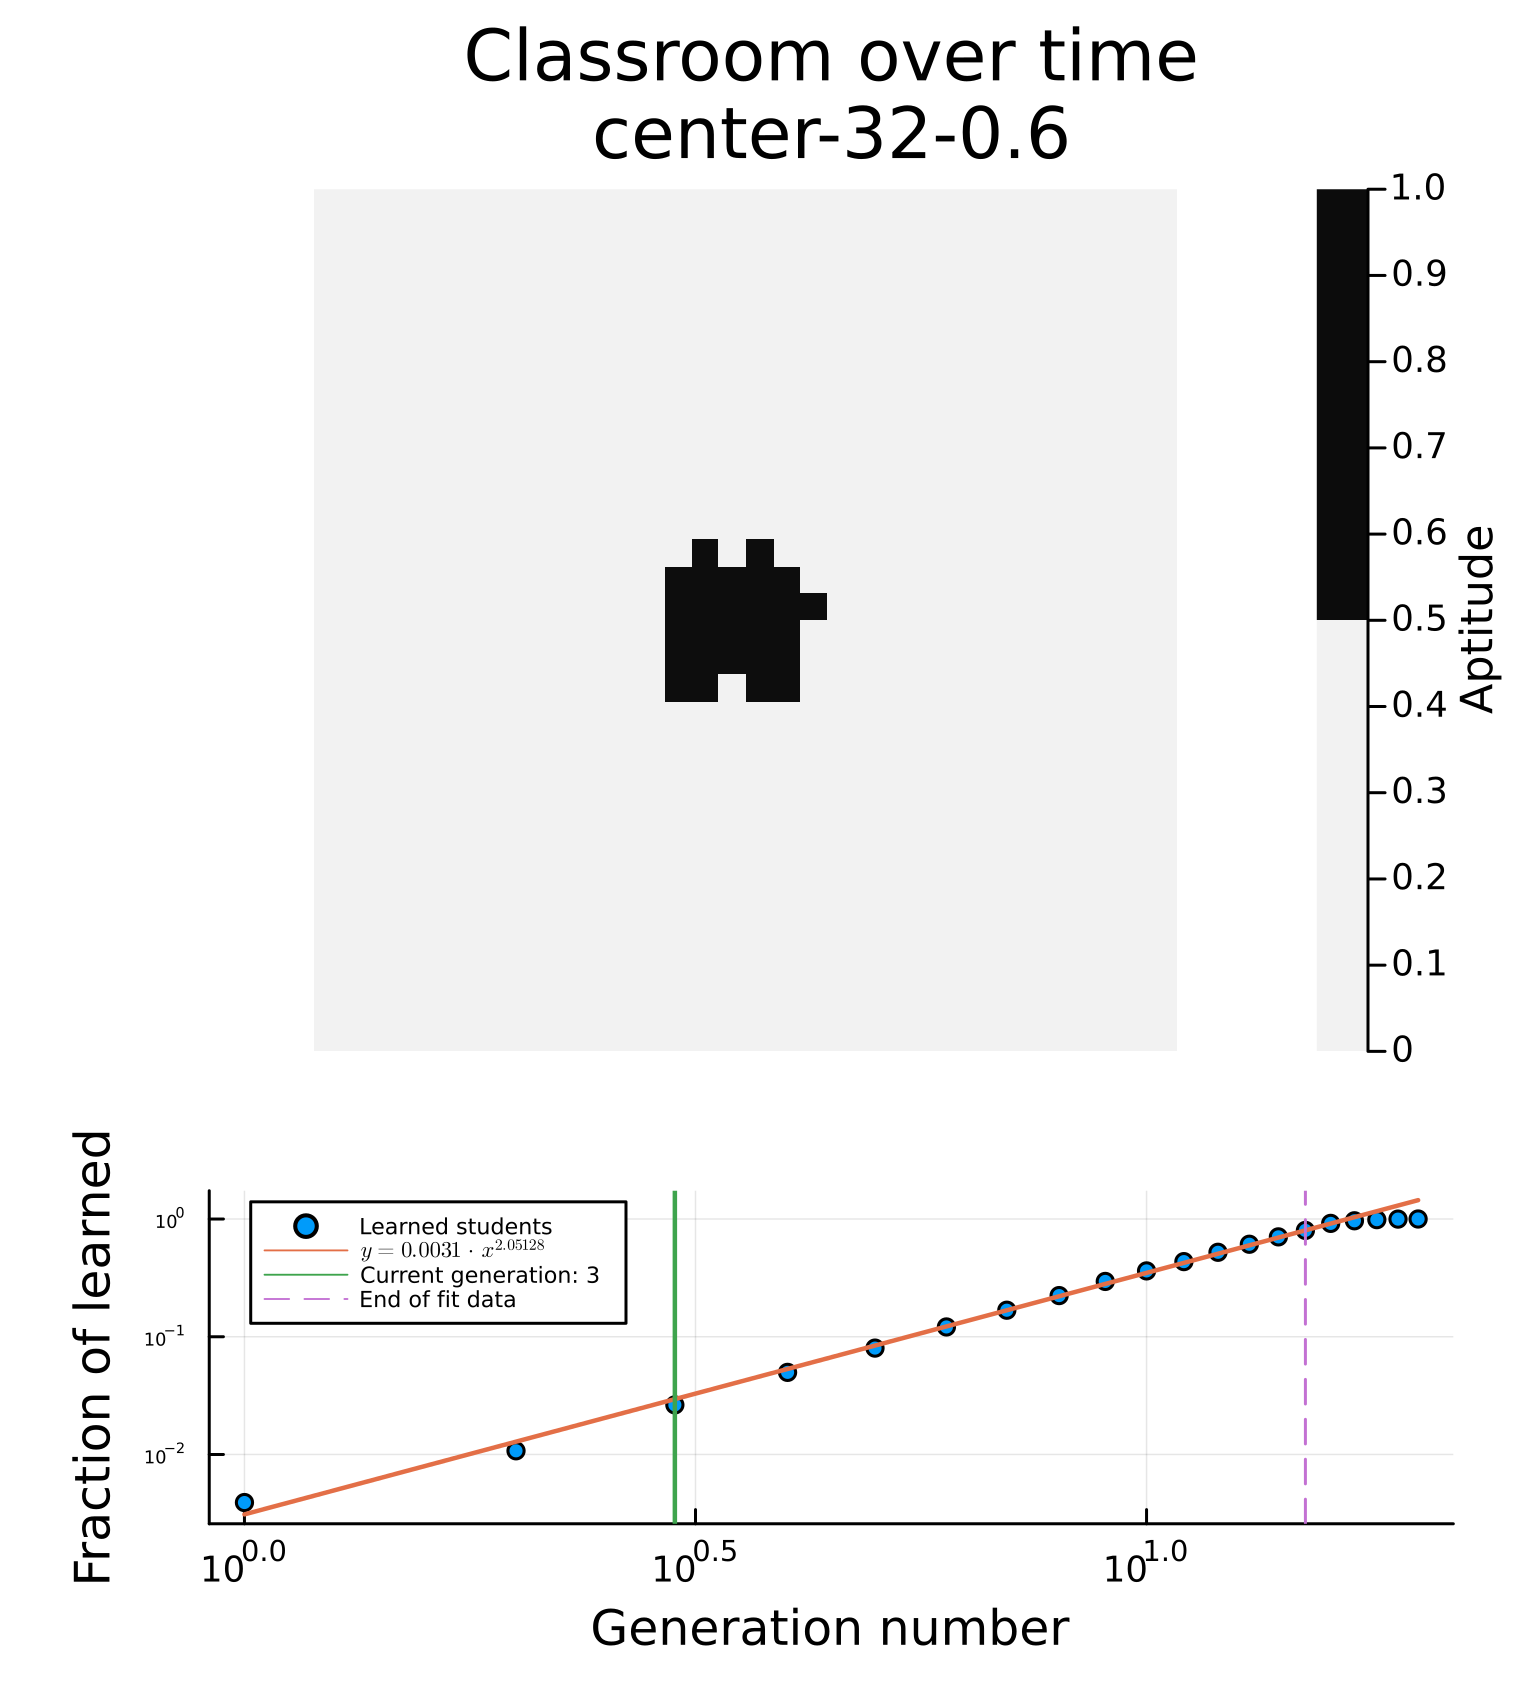 Classroom over time
center-32-0.6
1.0
0.9
0.8
0.7
0.6
0.5
0.4
0.3
0.2
0.1
0
Aptitude
Fraction of learned
10⁰
10⁻¹
10⁻²
Learned students
y = 0.0031 · x^2.05128
Current generation: 3
End of fit data
10^0.0
10^0.5
10^1.0
Generation number